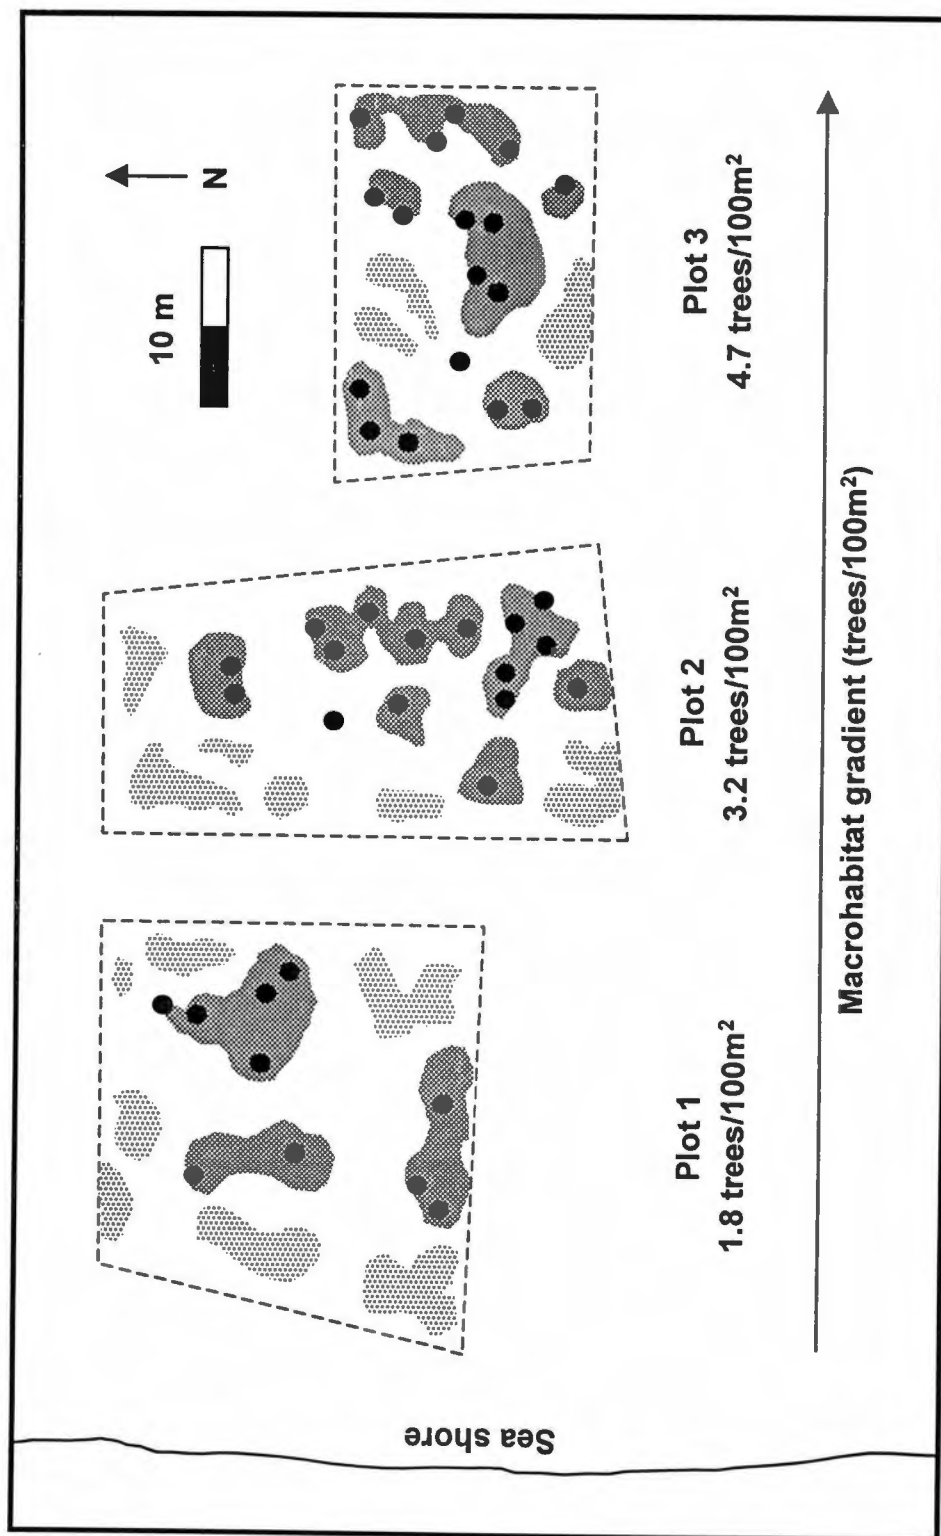 10 m
N
Plot 1
1.8 trees/100m²
Plot 2
3.2 trees/100m²
Plot 3
4.7 trees/100m²
Sea shore
Macrohabitat gradient (trees/100m²)